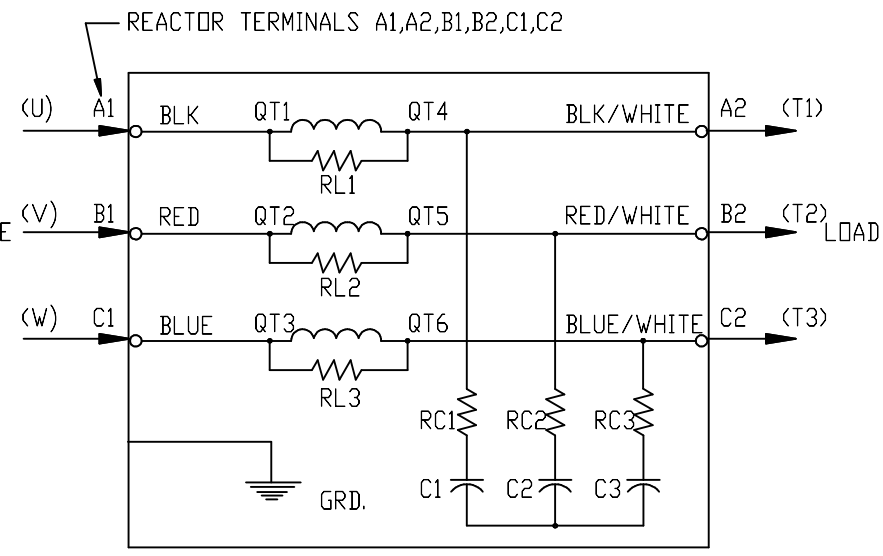 REACTOR TERMINALS A1,A2,B1,B2,C1,C2
(U) A1 BLK QT1 QT4 BLK/WHITE A2 (T1)
RL1
E (V) B1 RED QT2 QT5 RED/WHITE B2 (T2) LOAD
RL2
(W) C1 BLUE QT3 QT6 BLUE/WHITE C2 (T3)
RL3
RC1 RC2 RC3
GRD. C1 C2 C3